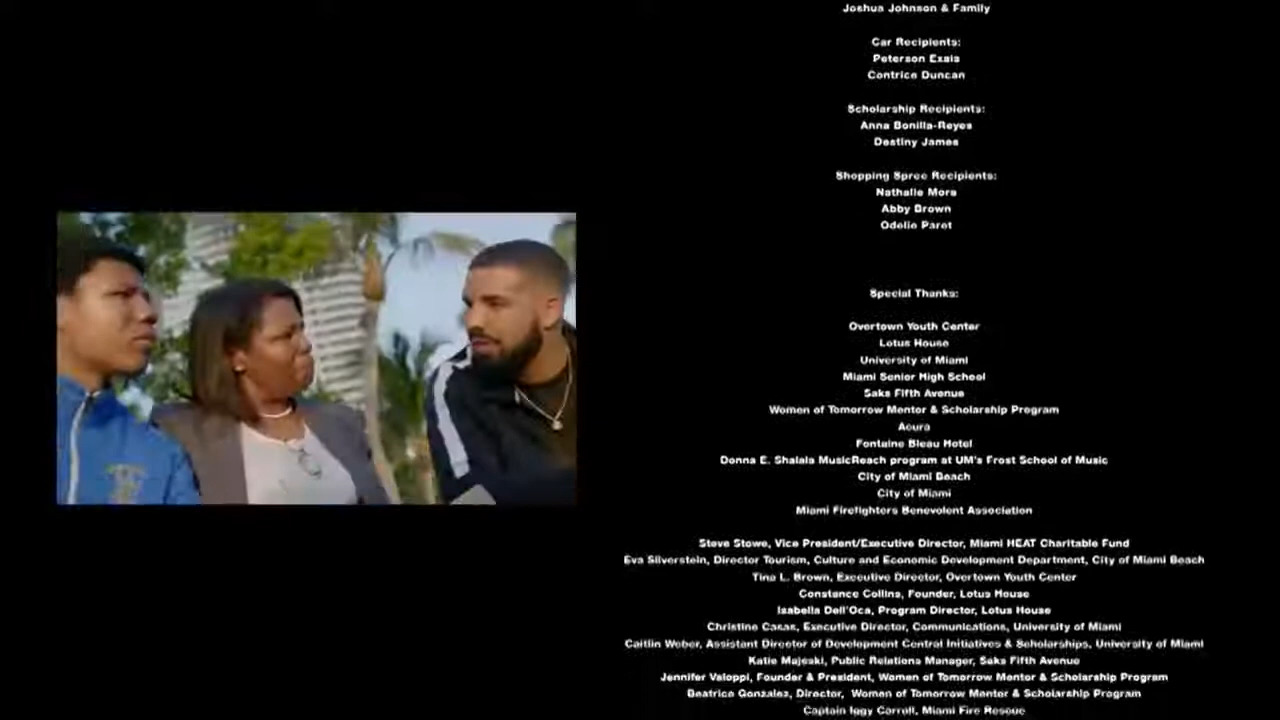 Joshua Johnson & Family
Car Recipients:
Peterson Exais
Contrice Duncan
Scholarship Recipients:
Anna Bonilla-Reyes
Destiny James
Shopping Spree Recipients:
Nathalie Mora
Abby Brown
Odelie Paret
Special Thanks:
Overtown Youth Center
Lotus House
University of Miami
Miami Senior High School
Saks Fifth Avenue
Women of Tomorrow Mentor & Scholarship Program
Acura
Fontaine Bleau Hotel
Donna E. Shalala MusicReach program at UM's Frost School of Music
City of Miami Beach
City of Miami
Miami Firefighters Benevolent Association
Steve Stowe, Vice President/Executive Director, Miami HEAT Charitable Fund
Eva Silverstein, Director Tourism, Culture and Economic Development Department, City of Miami Beach
Tina L. Brown, Executive Director, Overtown Youth Center
Constance Collins, Founder, Lotus House
Isabella Dell'Oca, Program Director, Lotus House
Christine Casas, Executive Director, Communications, University of Miami
Caitlin Weber, Assistant Director of Development Central Initiatives & Scholarships, University of Miami
Katie Majeski, Public Relations Manager, Saks Fifth Avenue
Jennifer Valoppi, Founder & President, Women of Tomorrow Mentor & Scholarship Program
Beatrice Gonzalez, Director, Women of Tomorrow Mentor & Scholarship Program
Captain Iggy Carroll, Miami Fire Rescue